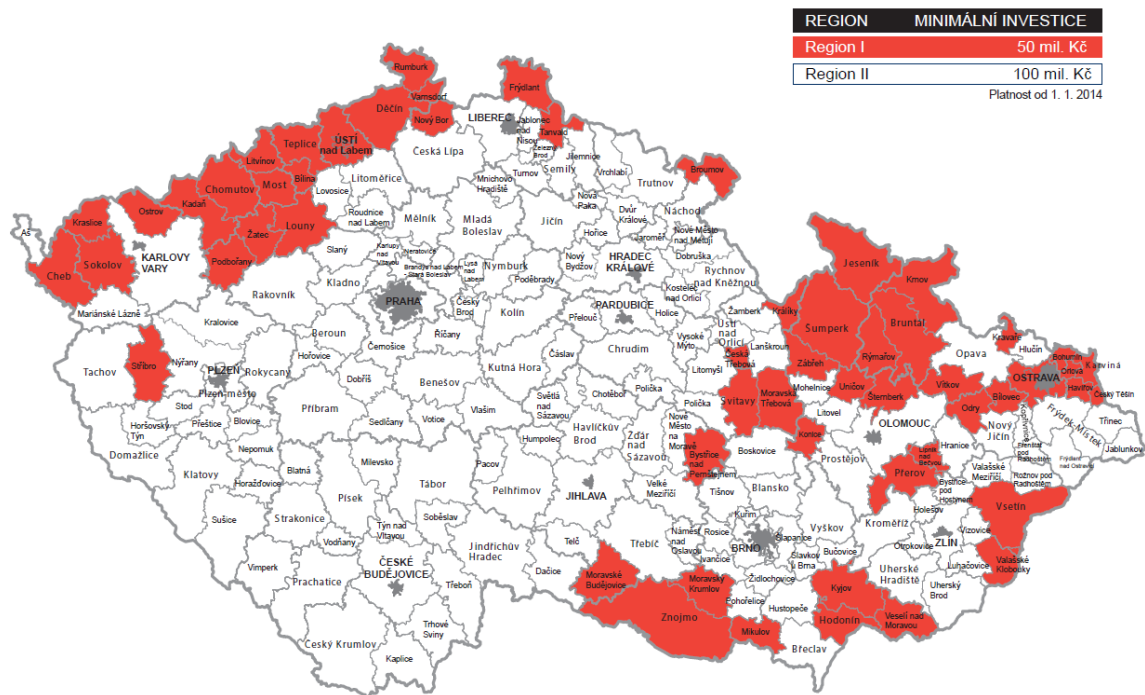 REGION MINIMÁLNÍ INVESTICE
Region I 50 mil. Kč
Region II 100 mil. Kč
Platnost od 1. 1. 2014
Rumburk
Varnsdorf
Děčín
Nový Bor
Frýdlant
LIBEREC
Jablonec
nad
Nisou
Tanvald
Železný
Brod
Teplice
ÚSTÍ
nad Labem
Litvínov
Most
Bílina
Chomutov
Kadaň
Ostrov
Kraslice
Aš
Cheb
Sokolov
KARLOVY
VARY
Podbořany
Žatec
Louny
Lovosice
Litoměřice
Česká Lípa
Mnichovo
Hradiště
Turnov
Semily
Jilemnice
Vrchlabí
Trutnov
Broumov
Roudnice
nad Labem
Mělník
Mladá
Boleslav
Jičín
Nová
Paka
Hořice
Dvůr
Králové
Jaroměř
Náchod
Nové Město
nad Metují
Dobruška
Slaný
Kralupy
nad
Vltavou
Neratovice
Brandýs nad Labem
Stará Boleslav
Lysá
nad
Labem
Nymburk
Poděbrady
Nový
Bydžov
HRADEC
KRÁLOVÉ
Rychnov
nad Kněžnou
Kostelec
nad Orlicí
Mariánské Lázně
Rakovník
Kladno
PRAHA
Český
Brod
Kolín
PARDUBICE
Přelouč
Holice
Žamberk
Králíky
Jeseník
Krnov
Šumperk
Bruntál
Rýmařov
Zábřeh
Kralovice
Beroun
Říčany
Černošice
Hořovice
Tachov
Stříbro
Nýřany
PLZEŇ
Plzeň-město
Rokycany
Dobříš
Benešov
Kutná Hora
Čáslav
Chrudim
Vysoké
Mýto
Ústí
nad
Orlicí
Česká
Třebová
Lanškroun
Litomyšl
Svitavy
Moravská
Třebová
Mohelnice
Uničov
Šternberk
Litovel
Opava
Kravaře
Hlučín
Bohumín
Orlová
Karviná
Havířov
Český Těšín
OSTRAVA
Vítkov
Odry
Bílovec
Nový
Jičín
Kopřivnice
Frenštát
pod
Radhoštěm
Frýdek-Místek
Frýdlant
nad Ostravicí
Třinec
Jablunkov
Horšovský
Týn
Stod
Přeštice
Blovice
Příbram
Sedlčany
Votice
Vlašim
Světlá
nad
Sázavou
Chotěboř
Polička
Polička
Havlíčkův
Brod
Humpolec
Žďár
nad
Sázavou
Nové
Město
na
Moravě
Bystřice
nad
Pernštejnem
Boskovice
Konice
OLOMOUC
Prostějov
Lipník
nad
Bečvou
Přerov
Hranice
Valašské
Meziříčí
Rožnov pod
Radhoštěm
Bystřice
pod
Hostýnem
Holešov
Vsetín
Domažlice
Klatovy
Nepomuk
Horažďovice
Blatná
Milevsko
Tábor
Pacov
Pelhřimov
JIHLAVA
Velké
Meziříčí
Tišnov
Blansko
Kuřim
Vyškov
Kroměříž
Otrokovice
ZLÍN
Vizovice
Luhačovice
Valašské
Klobouky
Sušice
Písek
Strakonice
Vodňany
Týn nad
Vltavou
Soběslav
Jindřichův
Hradec
Telč
Dačice
Třebíč
Náměšť
nad
Oslavou
Rosice
Ivančice
BRNO
Šlapanice
Slavkov
u Brna
Bučovice
Uherské
Hradiště
Uherský
Brod
Vimperk
Prachatice
ČESKÉ
BUDĚJOVICE
Třeboň
Trhové
Sviny
Český Krumlov
Kaplice
Moravské
Budějovice
Moravský
Krumlov
Znojmo
Pohořelice
Židlochovice
Hustopeče
Mikulov
Břeclav
Kyjov
Hodonín
Veselí nad
Moravou